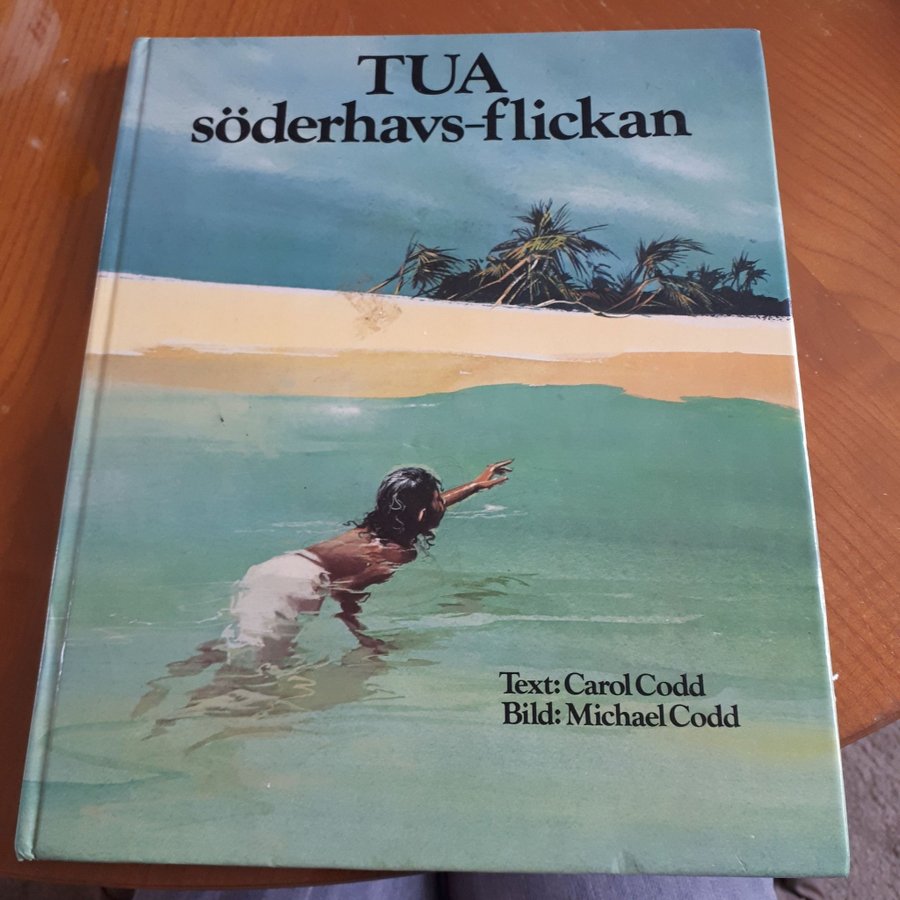 TUA
söderhavs-flickan
Text: Carol Codd
Bild: Michael Codd